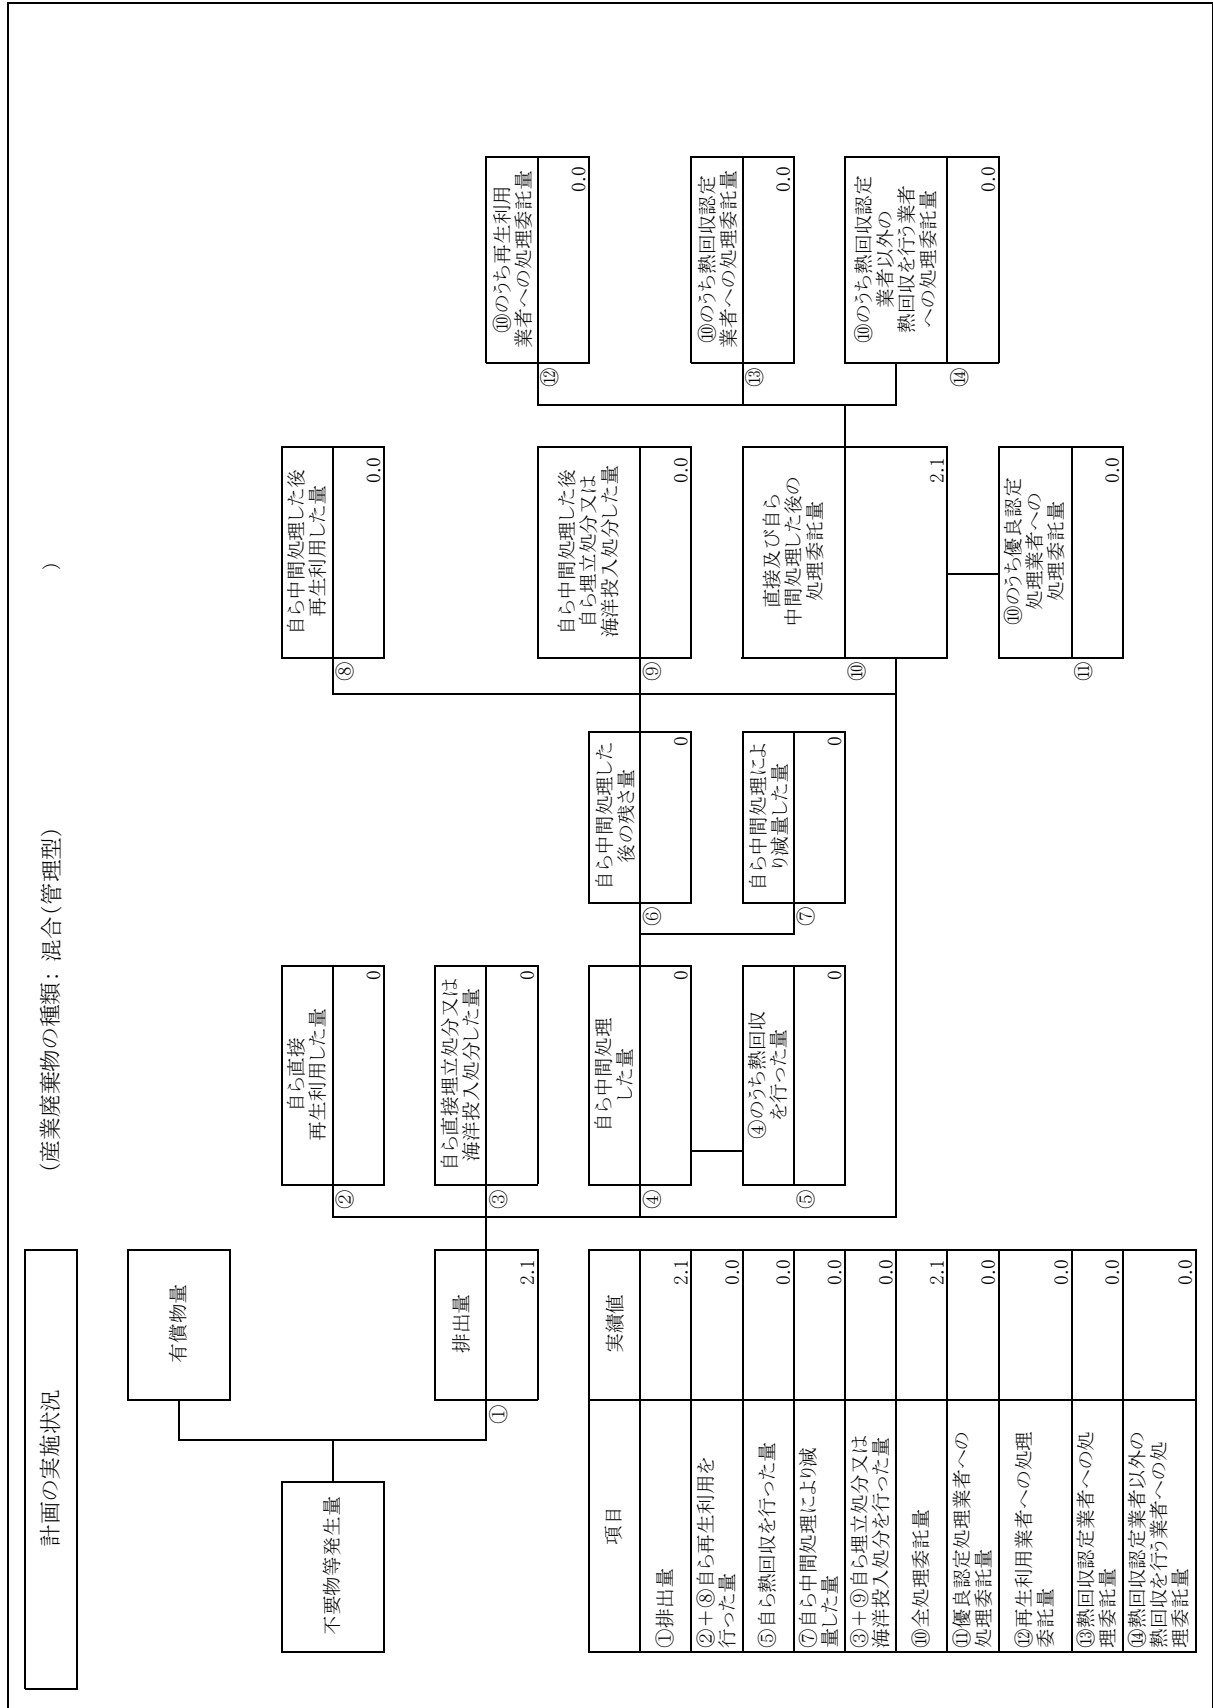 計画の実施状況
(産業廃棄物の種類：混合(管理型)
)
不要物等発生量
有償物量
①
排出量
2.1
②
自ら直接
再生利用した量
0
③
自ら直接埋立処分又は
海洋投入処分した量
0
④
自ら中間処理
した量
0
⑤
④のうち熱回収
を行った量
0
⑥
自ら中間処理した
後の残さ量
0
⑦
自ら中間処理によ
り減量した量
0
⑧
自ら中間処理した後
再生利用した量
0.0
⑨
自ら中間処理した後
自ら埋立処分又は
海洋投入処分した量
0.0
⑩
直接及び自ら
中間処理した後の
処理委託量
2.1
⑪
⑩のうち優良認定
処理業者への
処理委託量
0.0
⑫
⑩のうち再生利用
業者への処理委託量
0.0
⑬
⑩のうち熱回収認定
業者への処理委託量
0.0
⑭
⑩のうち熱回収認定
業者以外の
熱回収を行う業者
への処理委託量
0.0
項目
実績値
①排出量
2.1
②＋⑧自ら再生利用を
行った量
0.0
⑤自ら熱回収を行った量
0.0
⑦自ら中間処理により減
量した量
0.0
③＋⑨自ら埋立処分又は
海洋投入処分を行った量
0.0
⑩全処理委託量
2.1
⑪優良認定処理業者への
処理委託量
0.0
⑫再生利用業者への処理
委託量
0.0
⑬熱回収認定業者への処
理委託量
0.0
⑭熱回収認定業者以外の
熱回収を行う業者への処
理委託量
0.0